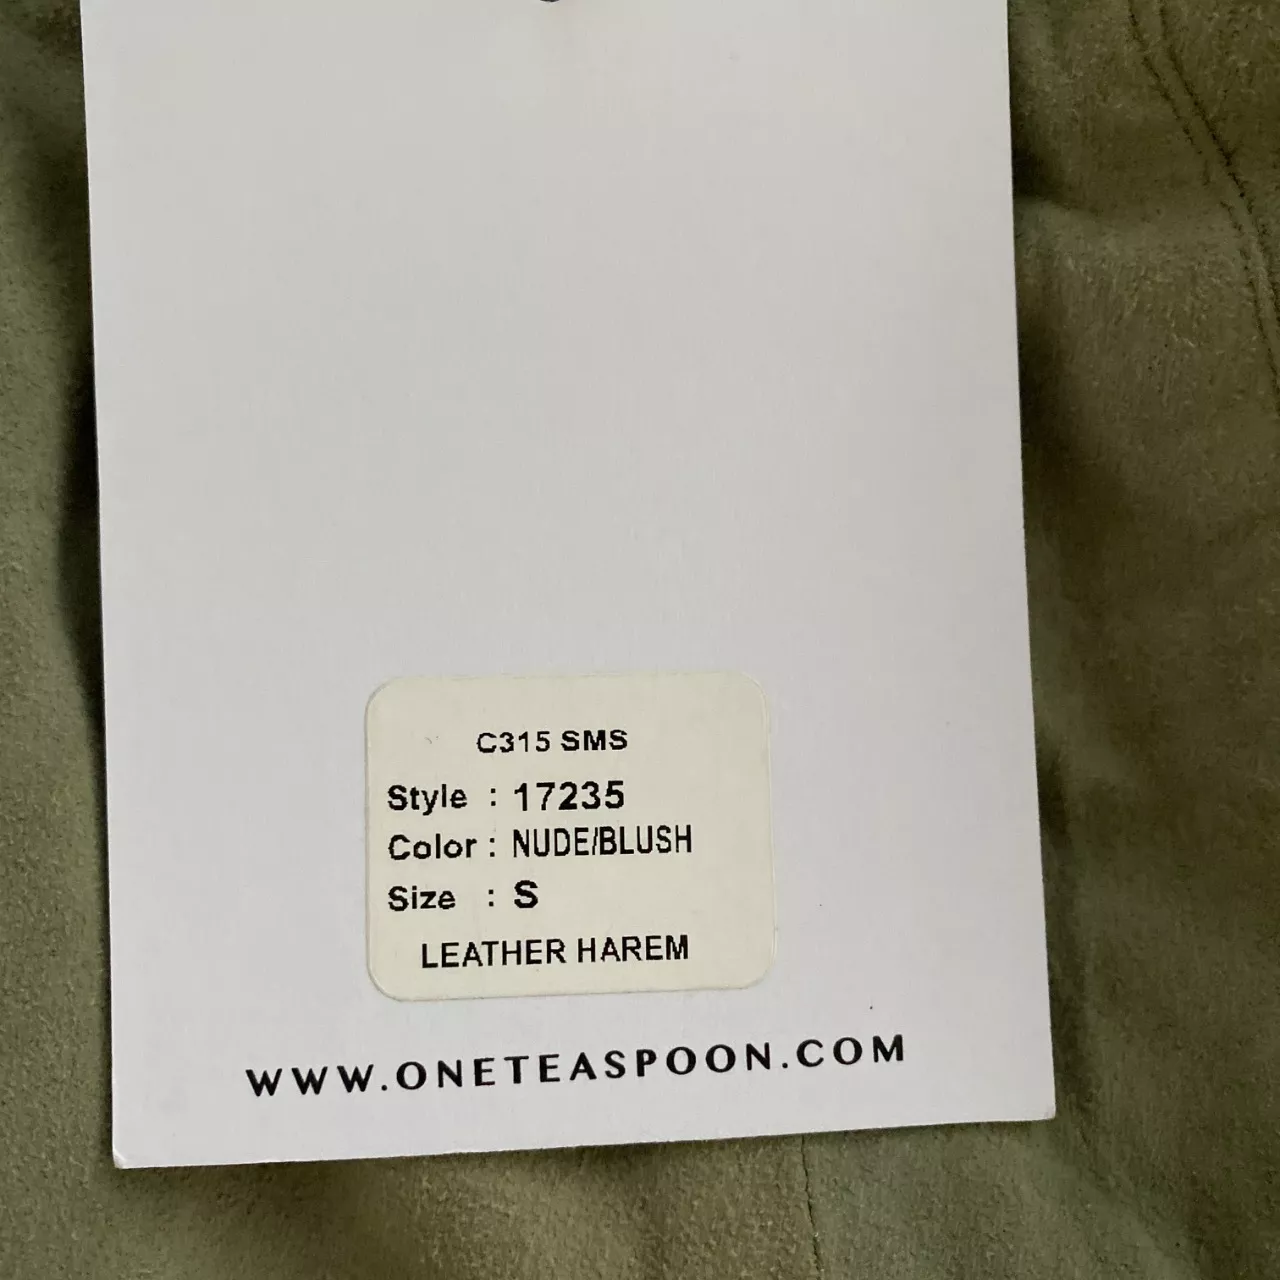 C315 SMS
Style : 17235
Color : NUDE/BLUSH
Size : S
LEATHER HAREM
WWW.ONETEASPOON.COM